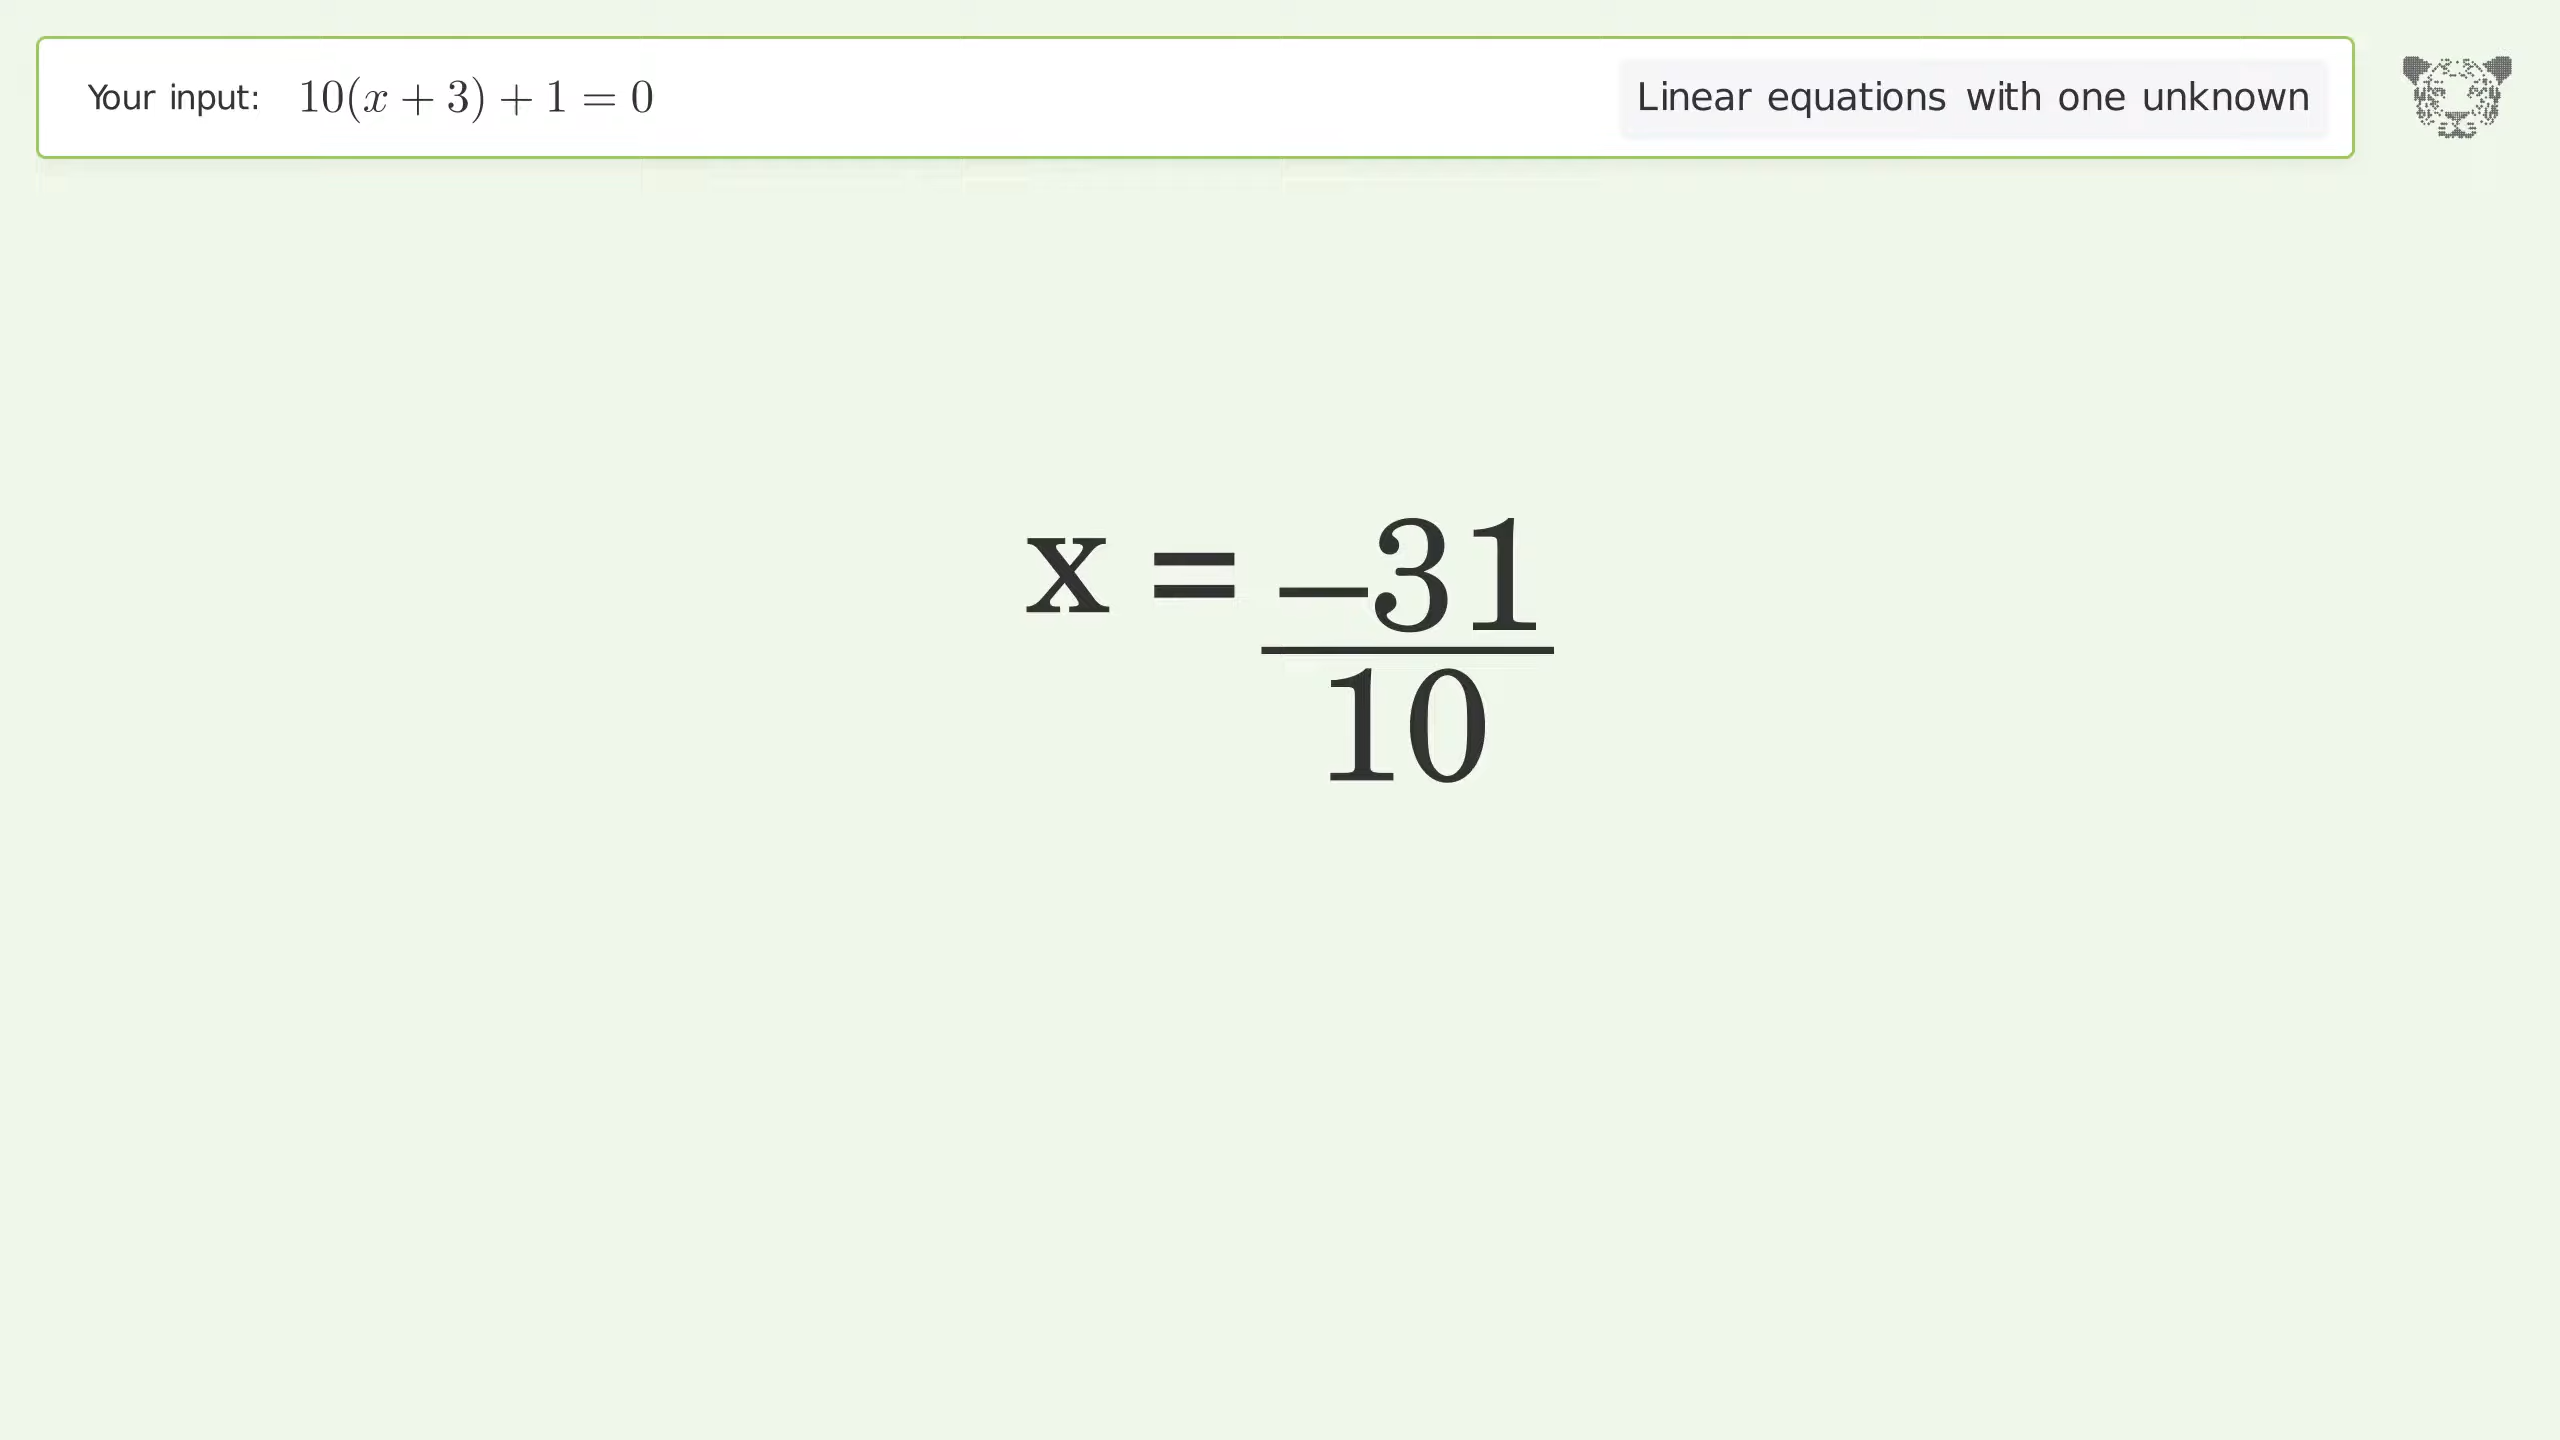 Your input: 10(x + 3) + 1 = 0
Linear equations with one unknown
x = −31/10